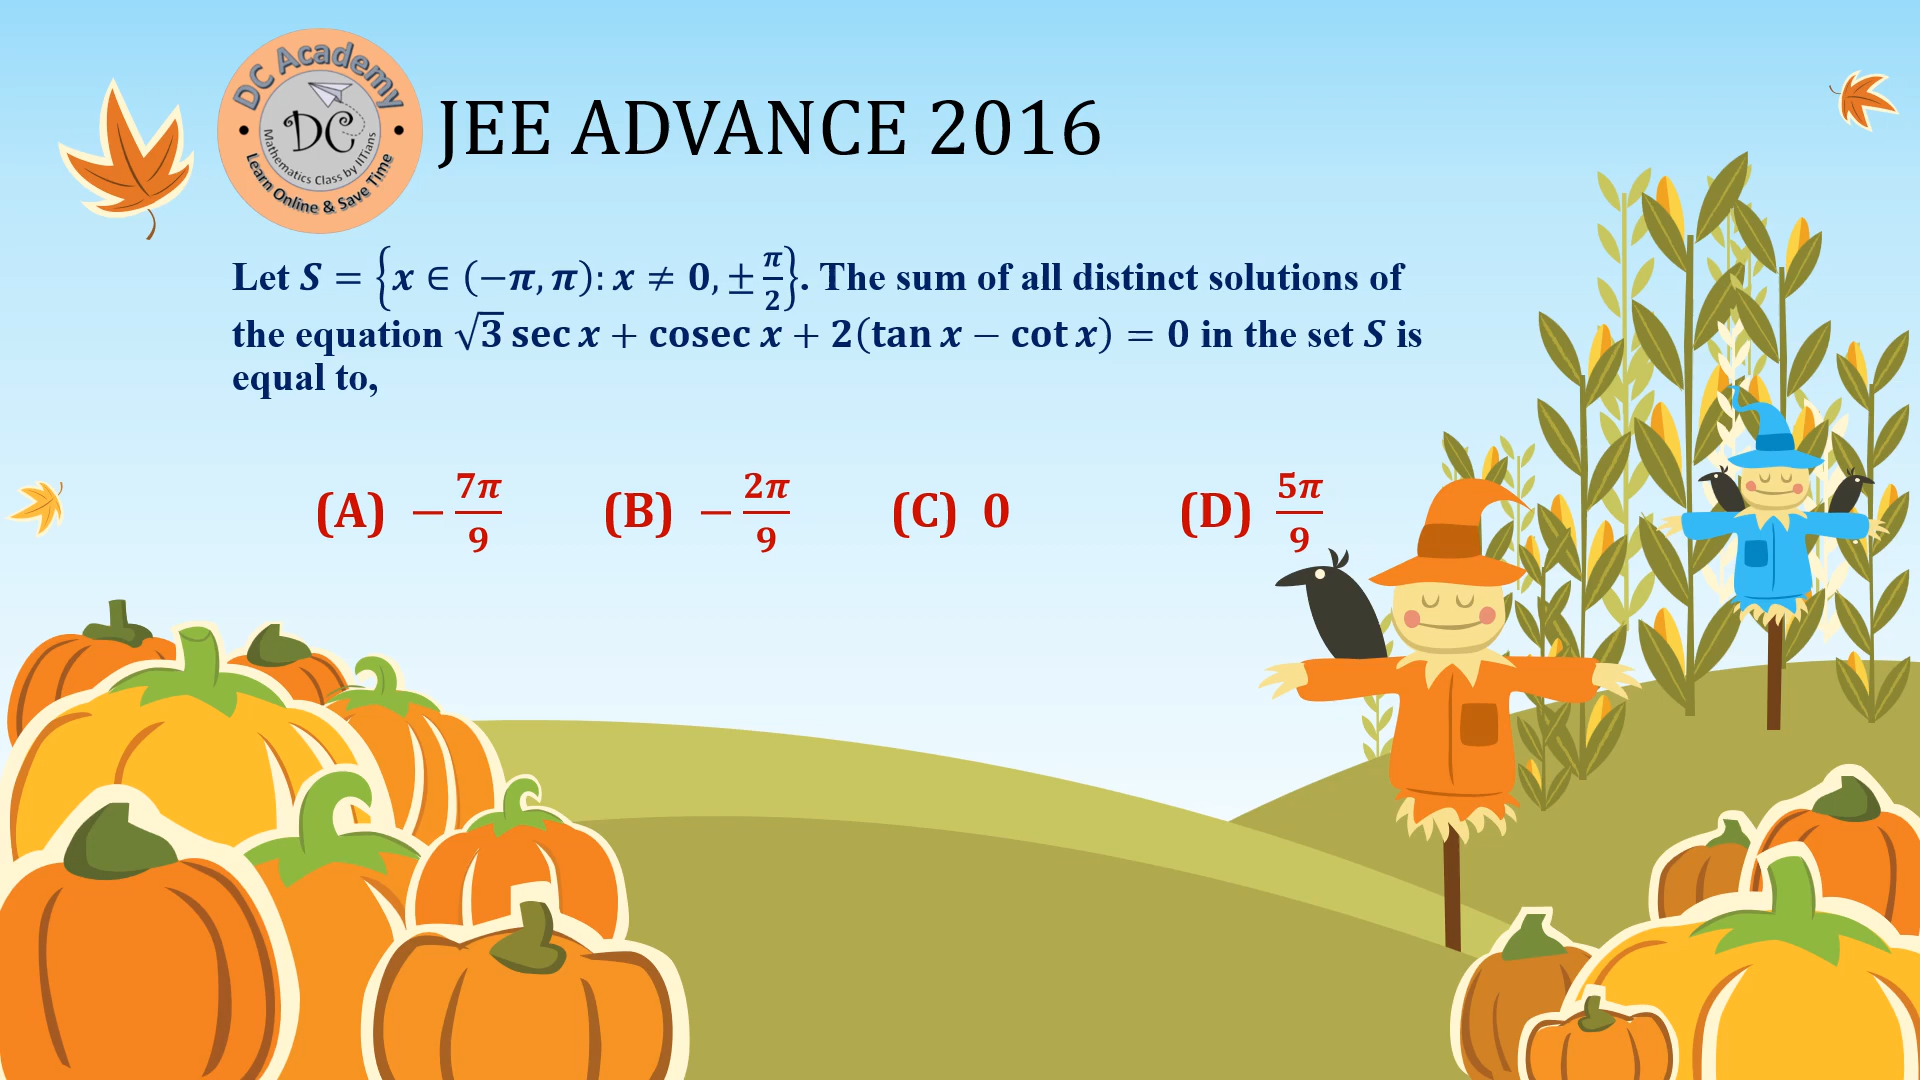 DC Academy
DC
Mathematics Class by IITians
Learn Online & Save Time
JEE ADVANCE 2016
Let S = {x ∈ (−π, π): x ≠ 0, ± π/2}. The sum of all distinct solutions of
the equation √3 sec x + cosec x + 2(tan x − cot x) = 0 in the set S is
equal to,
(A) − 7π/9 (B) − 2π/9 (C) 0 (D) 5π/9